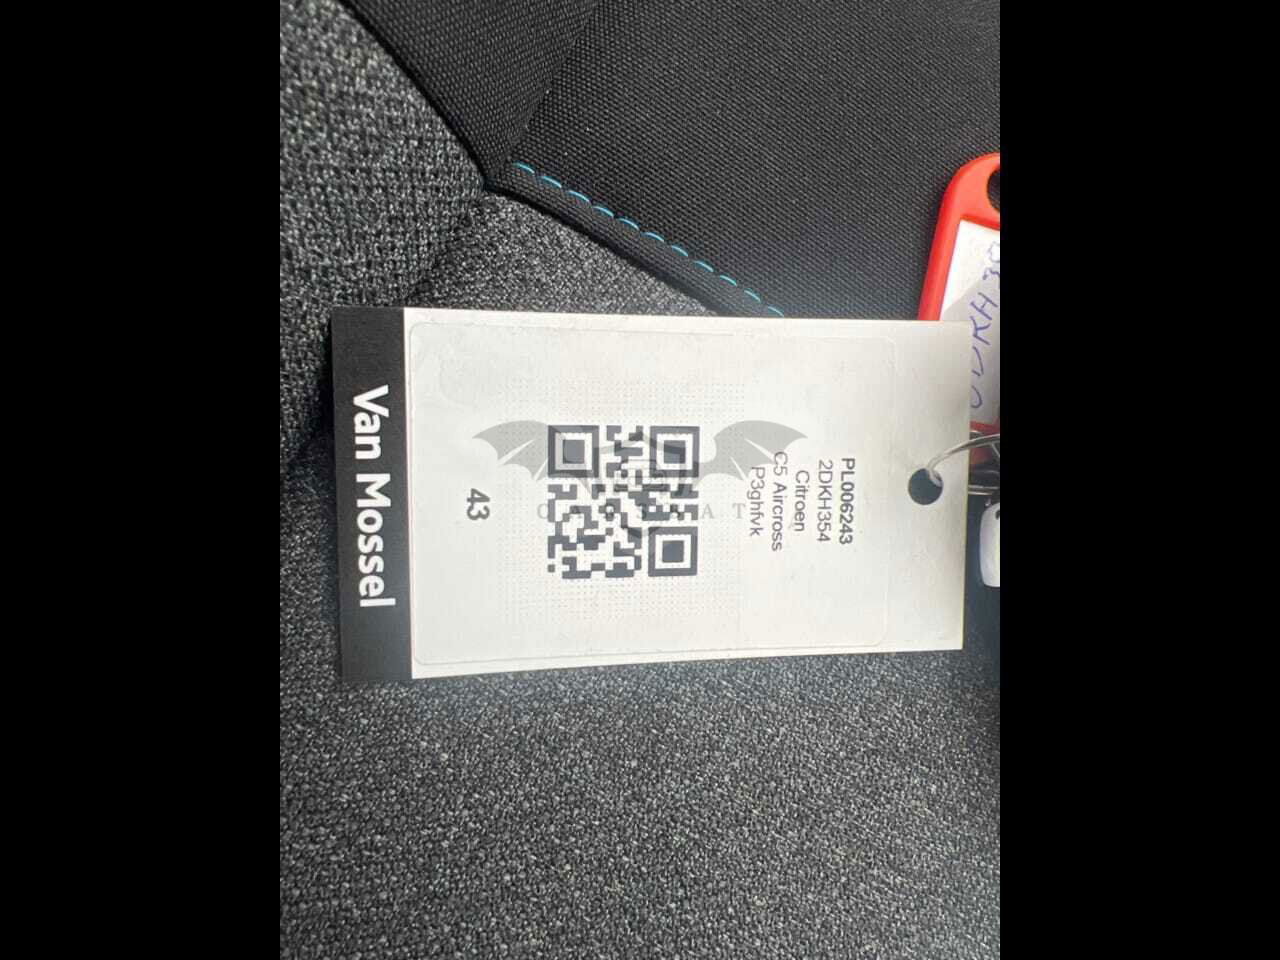 PL006243
2DKH354
Citroen
C5 Aircross
P3ghfvk
43
Van Mossel